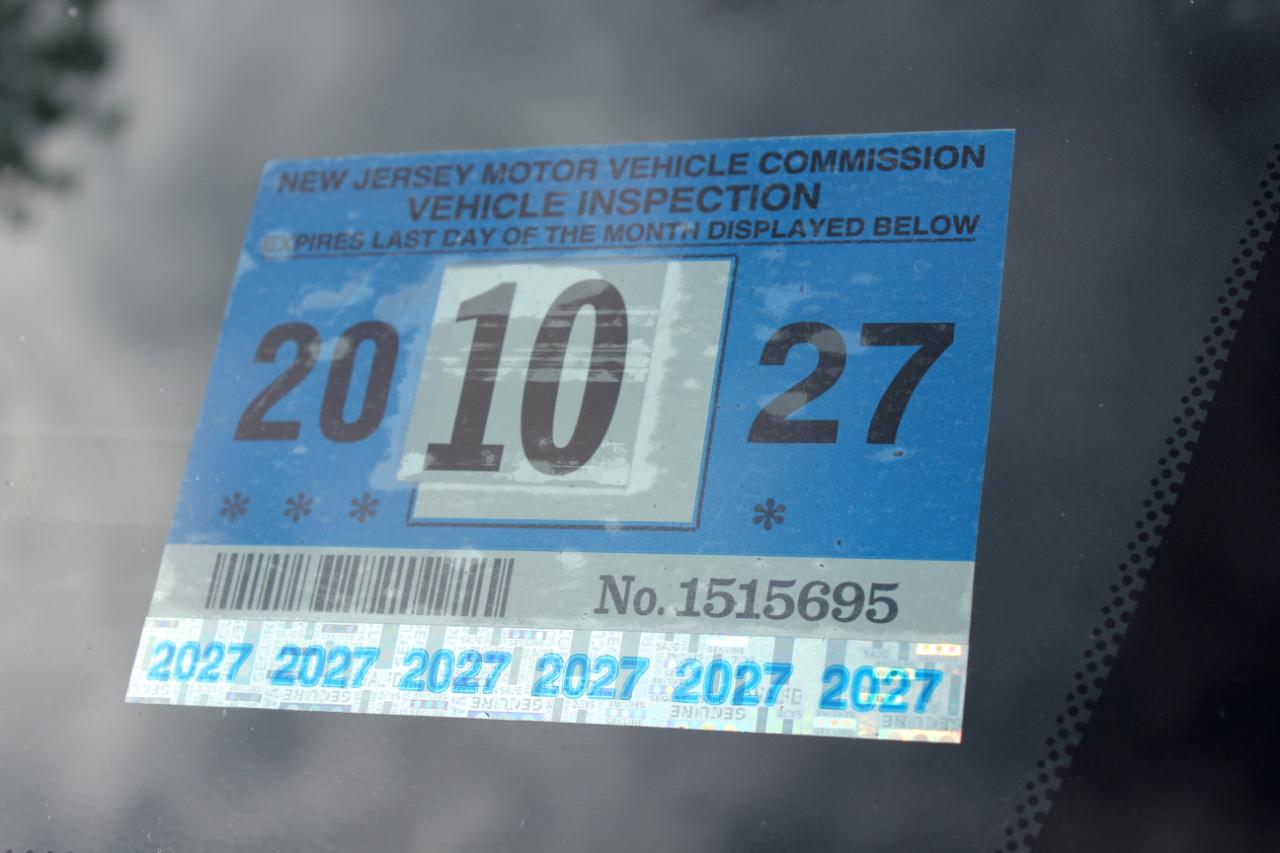 NEW JERSEY MOTOR VEHICLE COMMISSION
VEHICLE INSPECTION
EXPIRES LAST DAY OF THE MONTH DISPLAYED BELOW
20 10 27
* * * *
No. 1515695
2027 2027 2027 2027 2027 2027